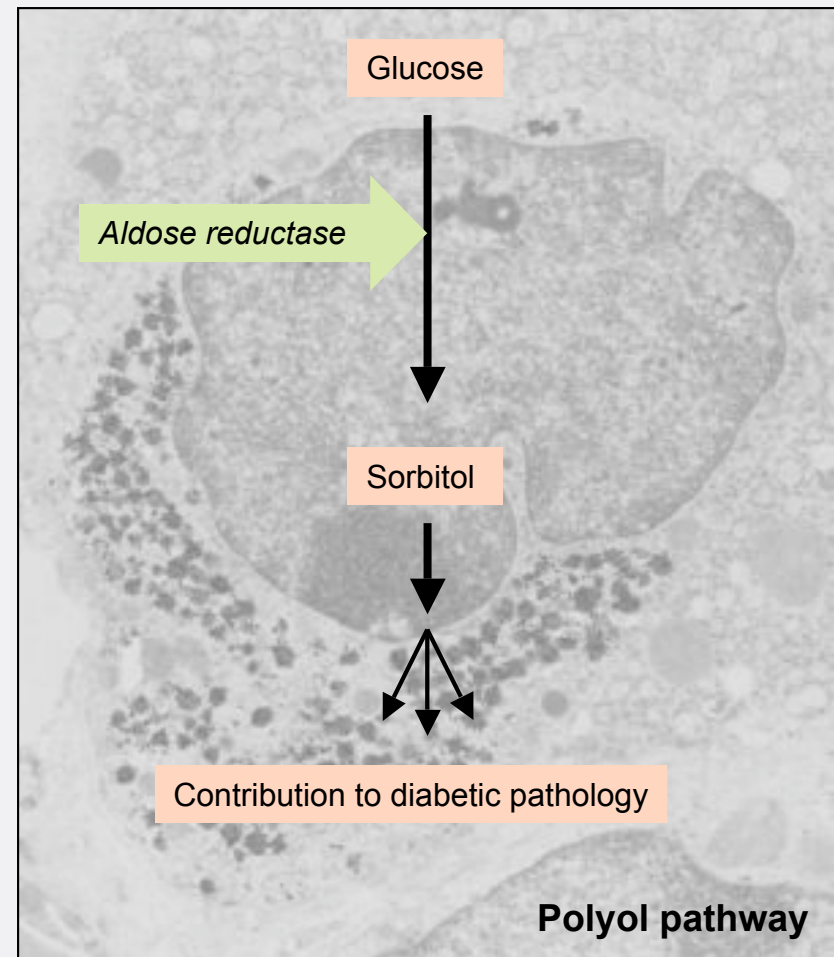 Glucose
Aldose reductase
Sorbitol
Contribution to diabetic pathology
Polyol pathway